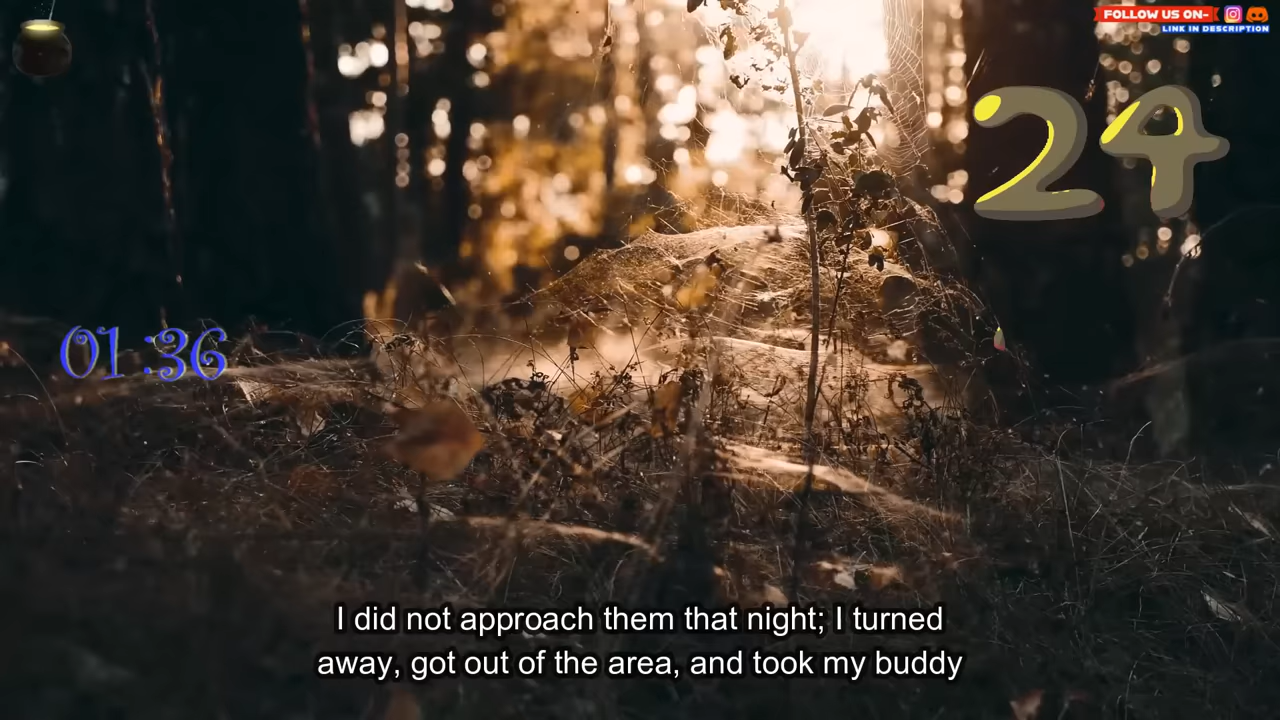 FOLLOW US ON-
LINK IN DESCRIPTION
24
01:36
I did not approach them that night; I turned
away, got out of the area, and took my buddy